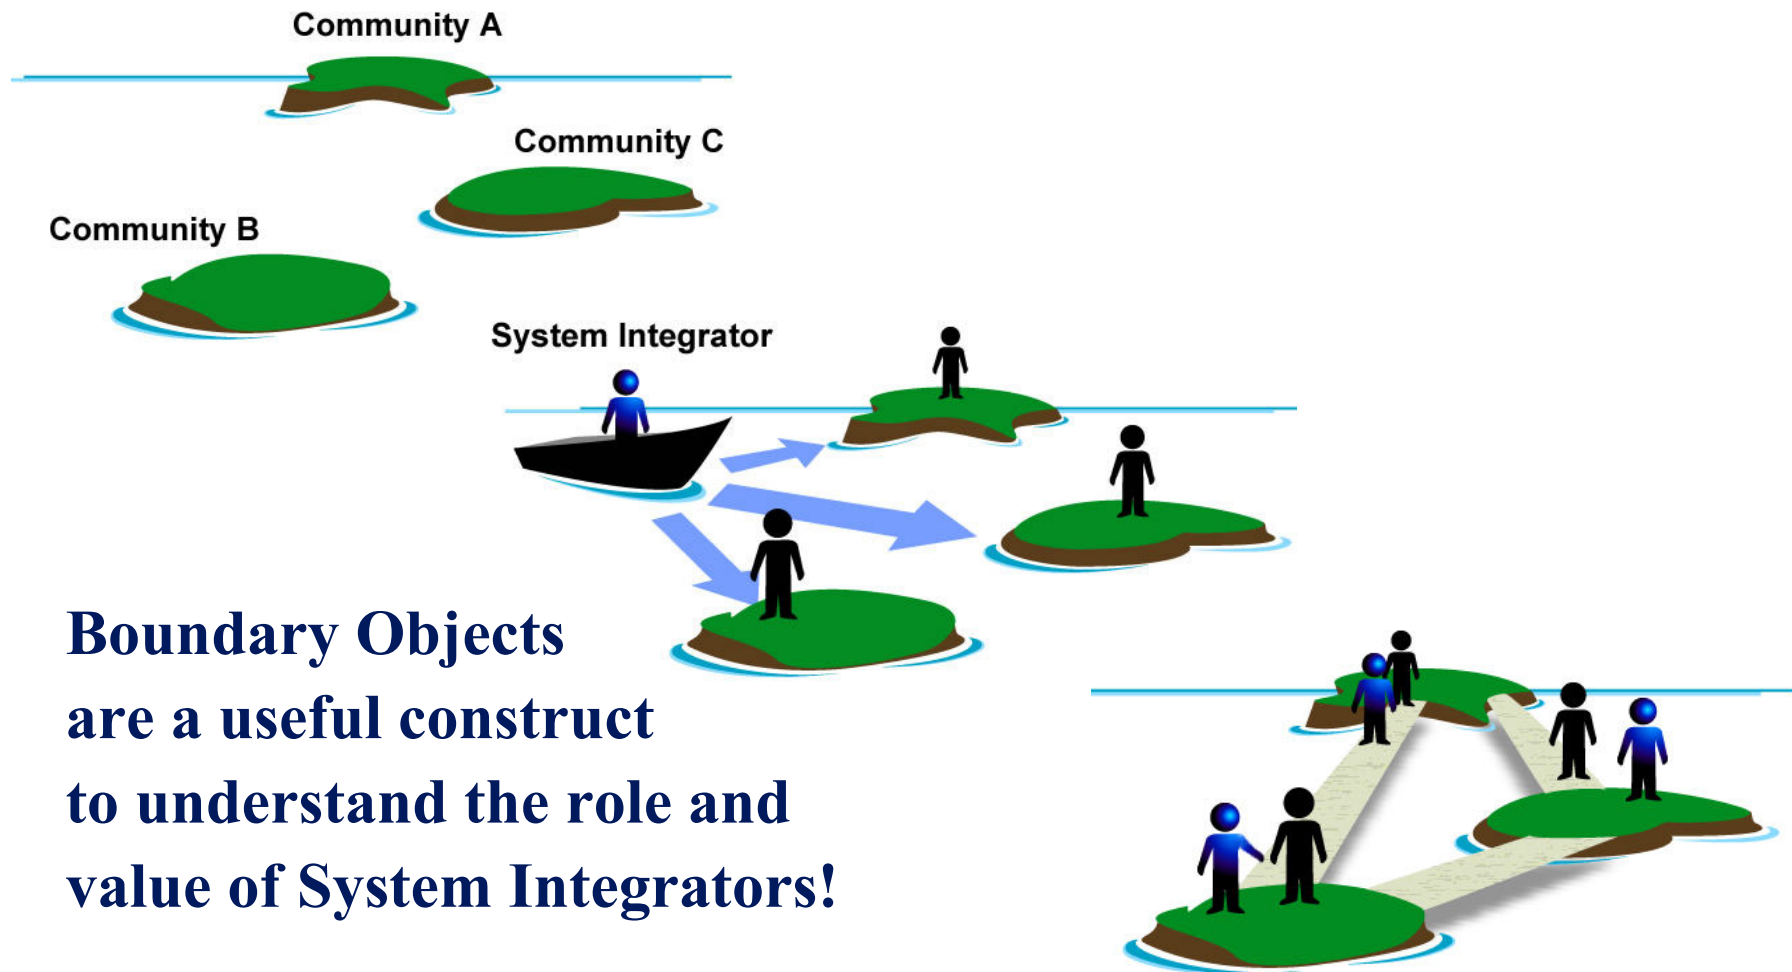 Community A
Community C
Community B
System Integrator
Boundary Objects
are a useful construct
to understand the role and
value of System Integrators!